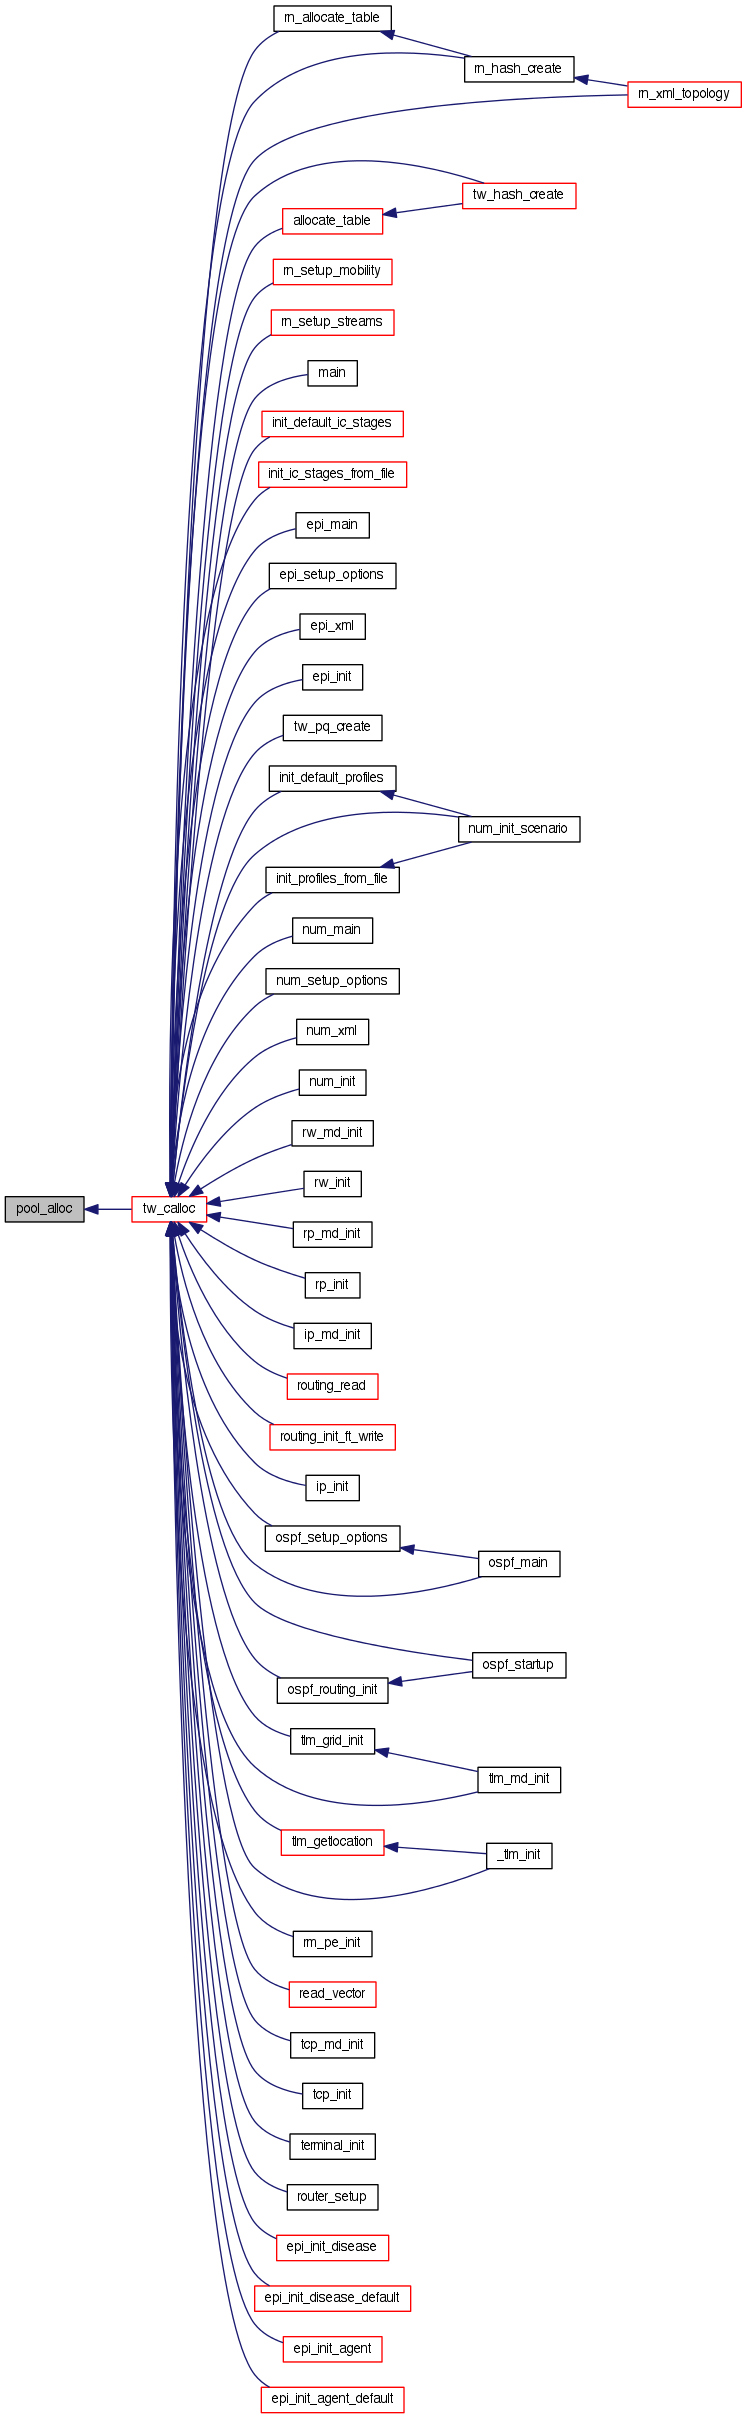 rn_allocate_table
rn_hash_create
rn_xml_topology
tw_hash_create
allocate_table
rn_setup_mobility
rn_setup_streams
main
init_default_ic_stages
init_ic_stages_from_file
epi_main
epi_setup_options
epi_xml
epi_init
tw_pq_create
init_default_profiles
num_init_scenario
init_profiles_from_file
num_main
num_setup_options
num_xml
num_init
rw_md_init
rw_init
pool_alloc
tw_calloc
rp_md_init
rp_init
ip_md_init
routing_read
routing_init_ft_write
ip_init
ospf_setup_options
ospf_main
ospf_startup
ospf_routing_init
tlm_grid_init
tlm_md_init
tlm_getlocation
_tlm_init
rm_pe_init
read_vector
tcp_md_init
tcp_init
terminal_init
router_setup
epi_init_disease
epi_init_disease_default
epi_init_agent
epi_init_agent_default